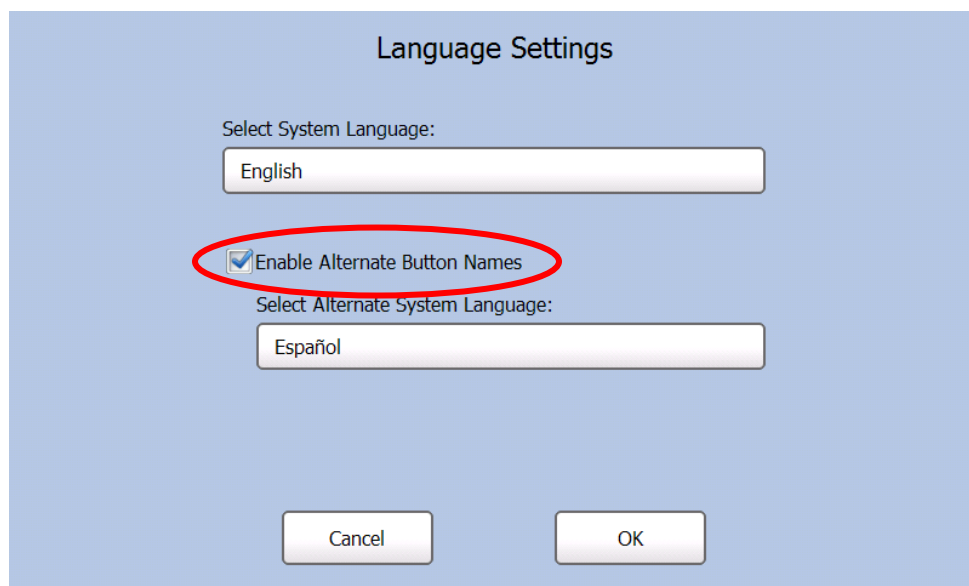 Language Settings
Select System Language:
English
Enable Alternate Button Names
Select Alternate System Language:
Español
Cancel OK